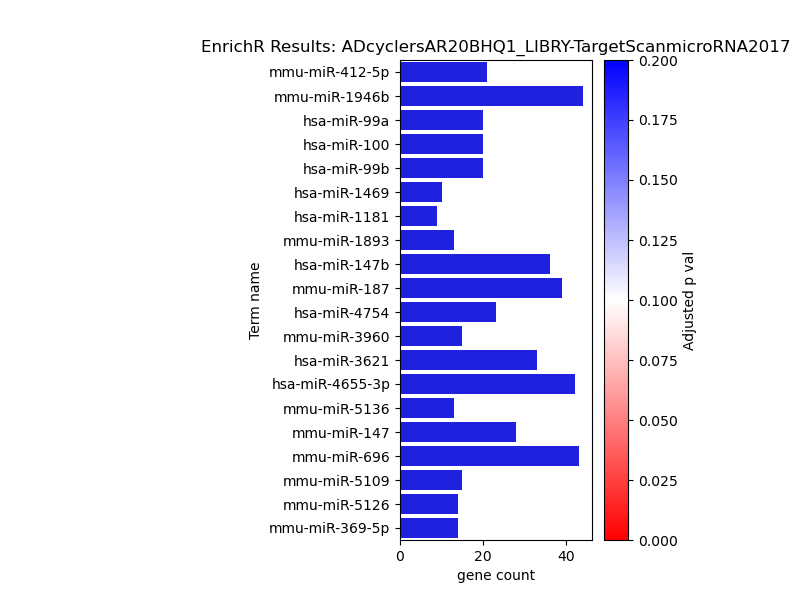 EnrichR Results: ADcyclersAR20BHQ1_LIBRY-TargetScanmicroRNA2017
Term name
mmu-miR-412-5p
mmu-miR-1946b
hsa-miR-99a
hsa-miR-100
hsa-miR-99b
hsa-miR-1469
hsa-miR-1181
mmu-miR-1893
hsa-miR-147b
mmu-miR-187
hsa-miR-4754
mmu-miR-3960
hsa-miR-3621
hsa-miR-4655-3p
mmu-miR-5136
mmu-miR-147
mmu-miR-696
mmu-miR-5109
mmu-miR-5126
mmu-miR-369-5p
0 20 40
gene count
0.200
0.175
0.150
0.125
0.100
0.075
0.050
0.025
0.000
Adjusted p val